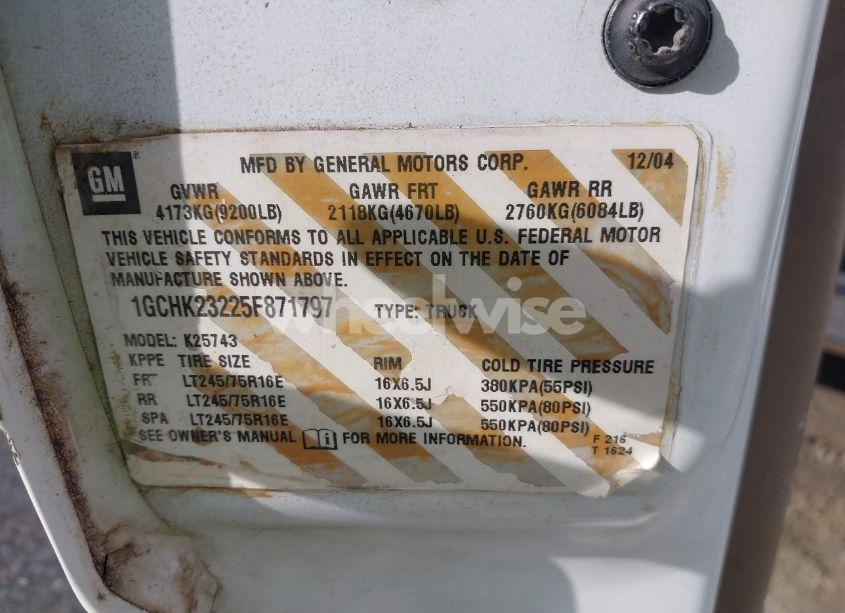 GM
MFD BY GENERAL MOTORS CORP. 12/04
GVWR GAWR FRT GAWR RR
4173KG(9200LB) 2118KG(4670LB) 2760KG(6084LB)
THIS VEHICLE CONFORMS TO ALL APPLICABLE U.S. FEDERAL MOTOR
VEHICLE SAFETY STANDARDS IN EFFECT ON THE DATE OF
MANUFACTURE SHOWN ABOVE.
1GCHK23225F871797 TYPE: TRUCK
wheelwise
MODEL: K25743
KPPE TIRE SIZE RIM COLD TIRE PRESSURE
FRT LT245/75R16E 16X6.5J 380KPA(55PSI)
RR LT245/75R16E 16X6.5J 550KPA(80PSI)
SPA LT245/75R16E 16X6.5J 550KPA(80PSI)
SEE OWNER'S MANUAL FOR MORE INFORMATION.
F 216
T 1624